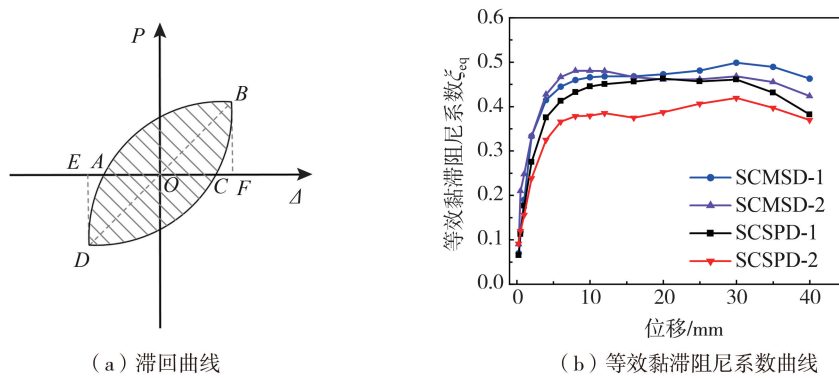 P
B
E
A
O
C
F
Δ
D
(a)滞回曲线
等效黏滞阻尼系数ξeq
0.6
0.5
0.4
0.3
0.2
0.1
0.0
SCMSD-1
SCMSD-2
SCSPD-1
SCSPD-2
0
10
20
30
40
位移/mm
(b)等效黏滞阻尼系数曲线